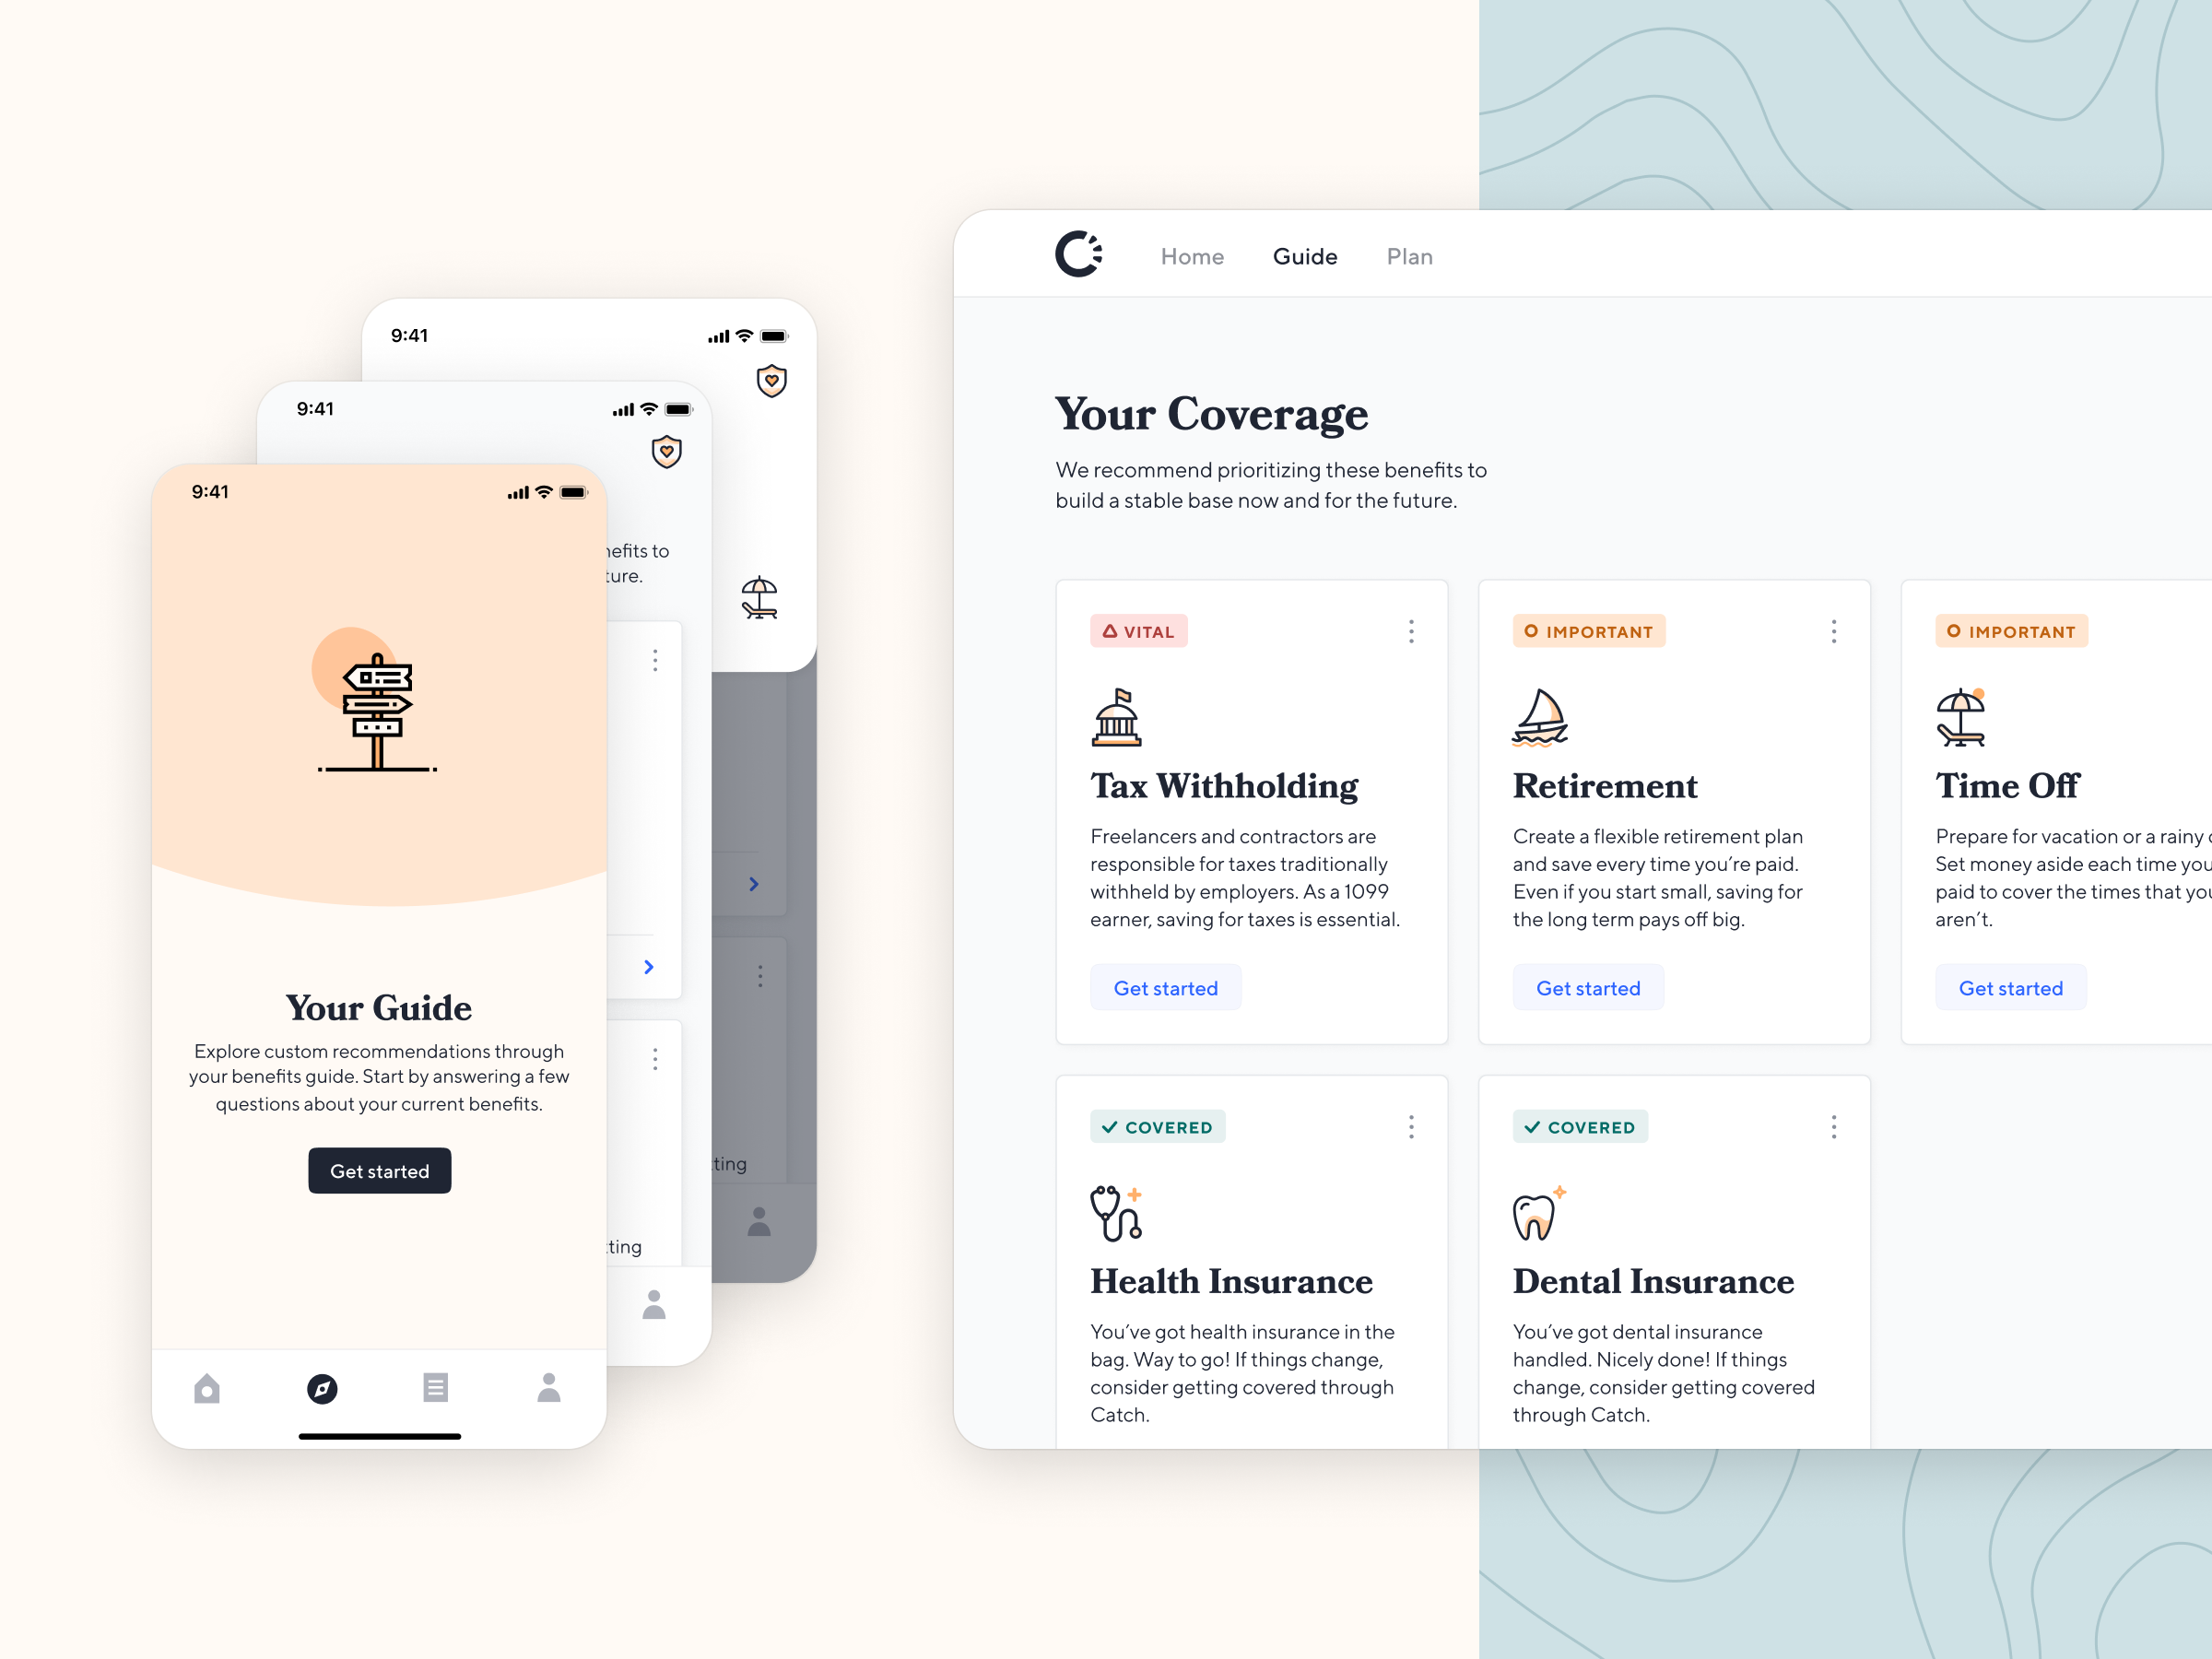 9:41
9:41
nefits to
ture.
ting
ting
9:41
Your Guide
Explore custom recommendations through
your benefits guide. Start by answering a few
questions about your current benefits.
Get started
Home Guide Plan
Your Coverage
We recommend prioritizing these benefits to
build a stable base now and for the future.
VITAL
Tax Withholding
Freelancers and contractors are
responsible for taxes traditionally
withheld by employers. As a 1099
earner, saving for taxes is essential.
Get started
IMPORTANT
Retirement
Create a flexible retirement plan
and save every time you’re paid.
Even if you start small, saving for
the long term pays off big.
Get started
IMPORTANT
Time Off
Prepare for vacation or a rainy
Set money aside each time you
paid to cover the times that you
aren’t.
Get started
COVERED
Health Insurance
You’ve got health insurance in the
bag. Way to go! If things change,
consider getting covered through
Catch.
COVERED
Dental Insurance
You’ve got dental insurance
handled. Nicely done! If things
change, consider getting covered
through Catch.